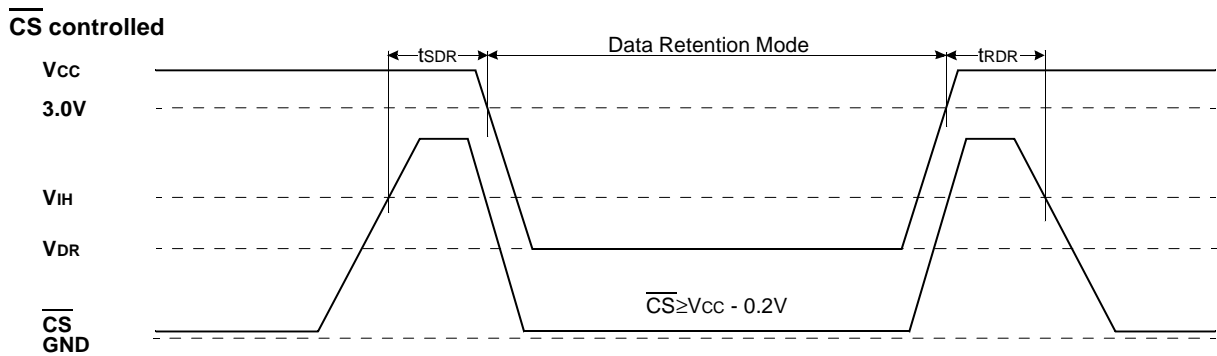 CS controlled
tSDR
Data Retention Mode
tRDR
VCC
3.0V
VIH
VDR
CS≥VCC - 0.2V
CS
GND